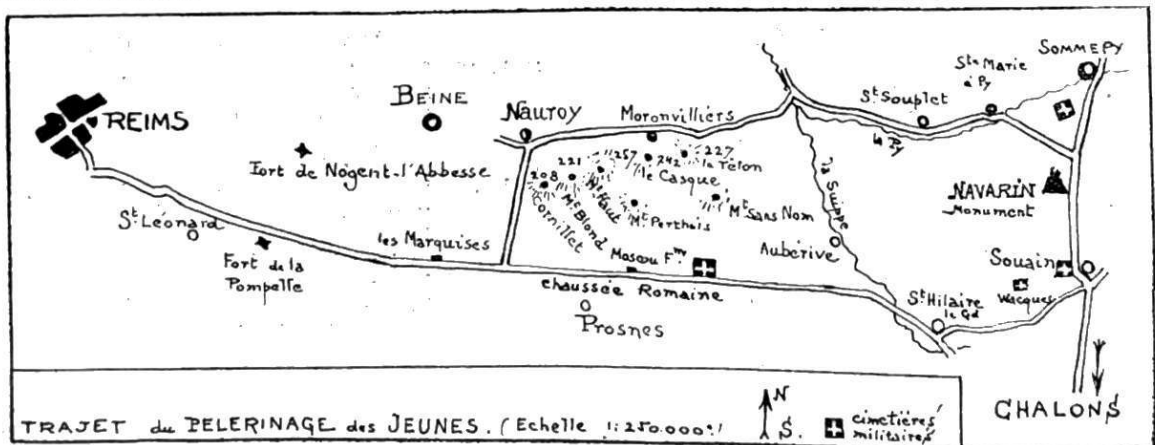 REIMS
BEINE
Nauroy
Moronvilliers
St Souplet
Ste Marie
à Py
SOMMEPY
Fort de Nogent-l'Abbesse
208
221
257
242
227
le Téton
le Casque
Mt Haut
Mt Blond
Cornillet
Mt Perthois
Mt Sans Nom
la Py
la Suippe
NAVARIN
Monument
St Léonard
Fort de la
Pompelle
les Marquises
Moscou Fme
Aubérive
Souain
Wacques
chaussée Romaine
Prosnes
St Hilaire
le Gd
CHALONS
TRAJET du PELERINAGE des JEUNES. (Echelle 1:250.000e)
N
S.
cimetières
militaires